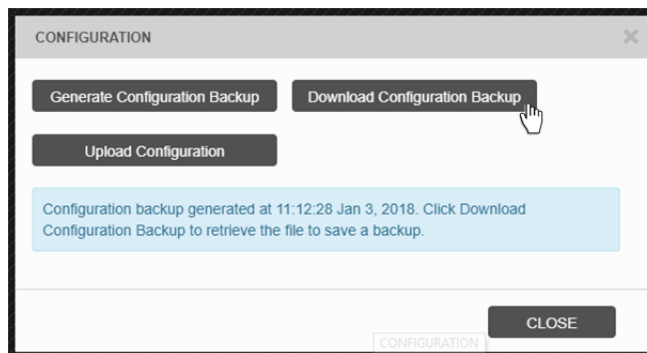 CONFIGURATION
Generate Configuration Backup
Download Configuration Backup
Upload Configuration
Configuration backup generated at 11:12:28 Jan 3, 2018. Click Download
Configuration Backup to retrieve the file to save a backup.
CLOSE
CONFIGURATION